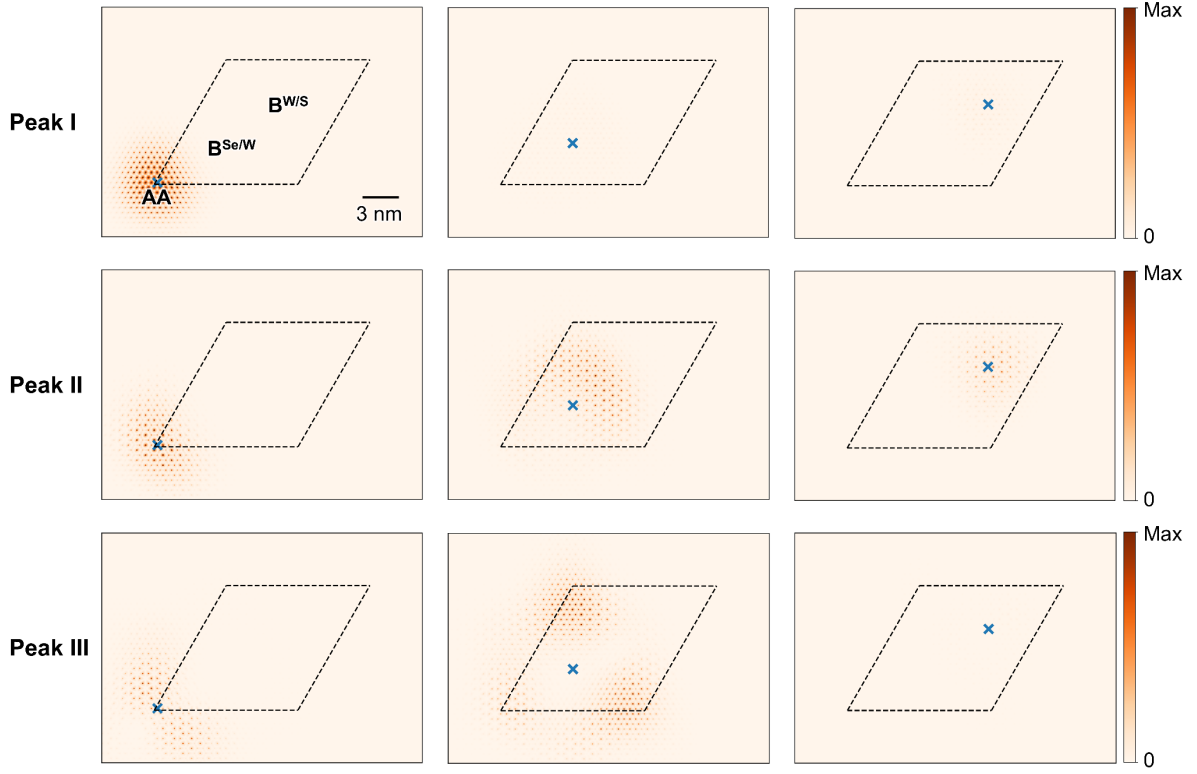 Peak I
B^W/S
B^Se/W
AA
3 nm
Max
0
Peak II
Max
0
Peak III
Max
0